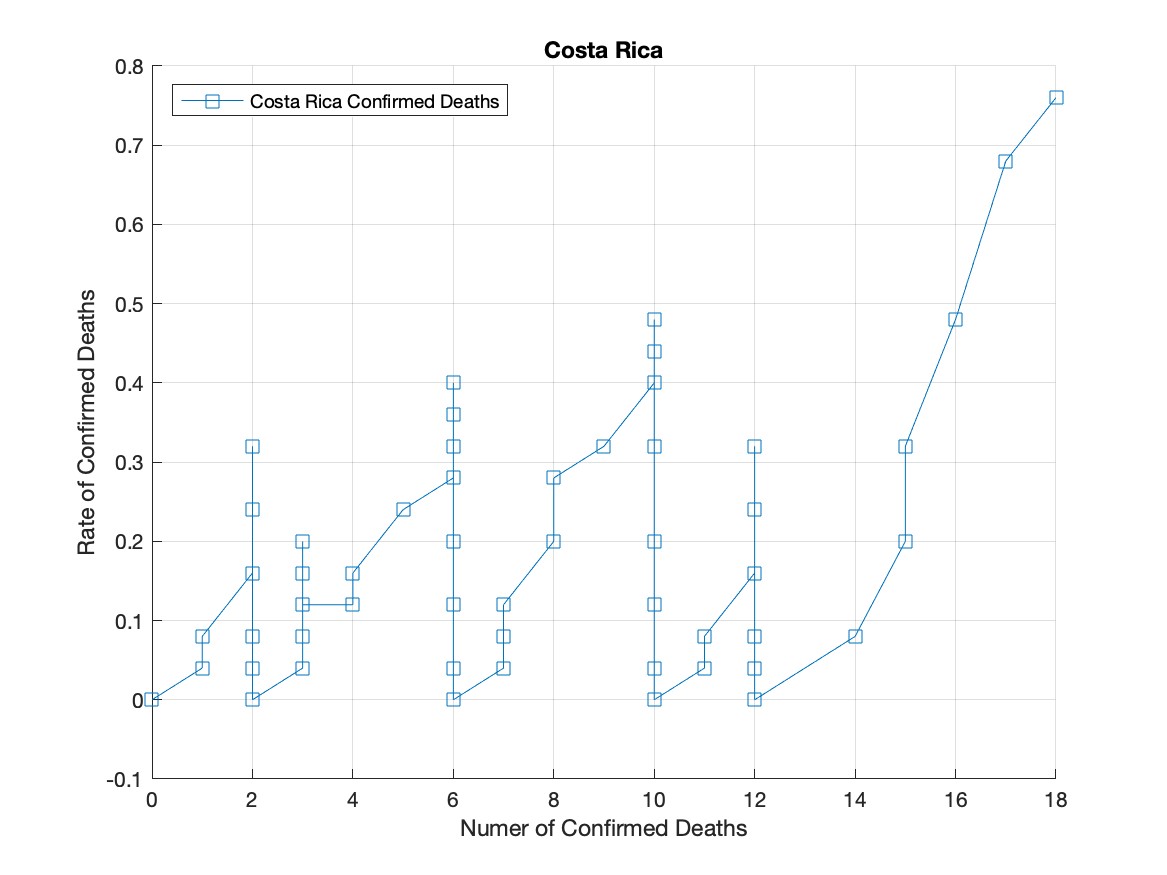 Costa Rica
Costa Rica Confirmed Deaths
Rate of Confirmed Deaths
0.8
0.7
0.6
0.5
0.4
0.3
0.2
0.1
0
-0.1
0 2 4 6 8 10 12 14 16 18
Numer of Confirmed Deaths